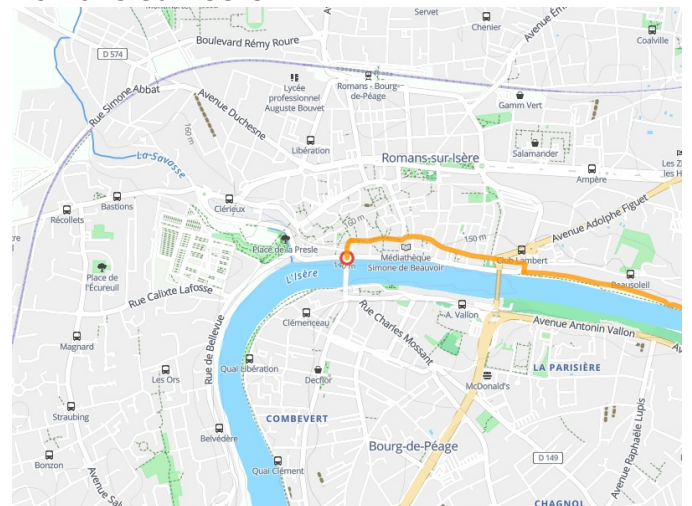 Servet
Chenier
Coalville
Boulevard Rémy Roure
D 574
Rue Simone Abbat
Avenue Duchesne
Lycée
professionnel
Auguste Bouvet
Romans - Bourg-
de-Péage
Gamm Vert
160 m
Libération
Salamander
Romans-sur-Isère
La Savasse
Ampère
Clérieux
Bastions
Récollets
Avenue Adolphe Figuet
150 m
Place de la Presle
Médiathèque
Simone de Beauvoir
Club Lambert
Place de
l'Écureuil
L'Isère
Beausoleil
Rue Calixte Lafosse
Clémenceau
Rue Charles Mossant
A. Vallon
Avenue Antonin Vallon
Magnard
Rue de Bellevue
Quai Libération
Les Ors
Decflor
LA PARISIÈRE
McDonald's
Straubing
COMBEVERT
Belvédère
Bourg-de-Péage
Avenue Raphaële Lupis
Bonzon
Quai Clément
D 149
CHAGNOL